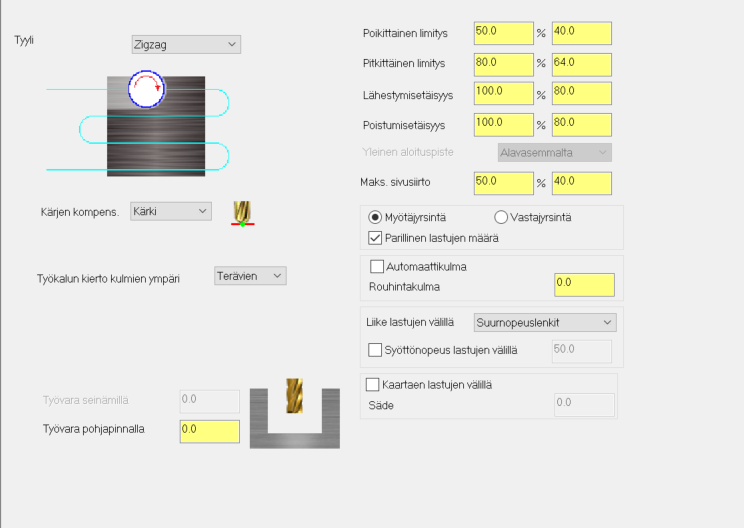 Tyyli
Zigzag
Kärjen kompens.
Kärki
Työkalun kierto kulmien ympäri
Terävien
Työvara seinämillä
0.0
Työvara pohjapinnalla
0.0
Poikittainen limitys 50.0 % 40.0
Pitkittäinen limitys 80.0 % 64.0
Lähestymisetäisyys 100.0 % 80.0
Poistumisetäisyys 100.0 % 80.0
Yleinen aloituspiste Alavasemmalta
Maks. sivusiirto 50.0 % 40.0
Myötäjyrsintä Vastajyrsintä
Parillinen lastujen määrä
Automaattikulma
Rouhintakulma 0.0
Liike lastujen välillä Suurnopeuslenkit
Syöttönopeus lastujen välillä 50.0
Kaartaen lastujen välillä
Säde 0.0